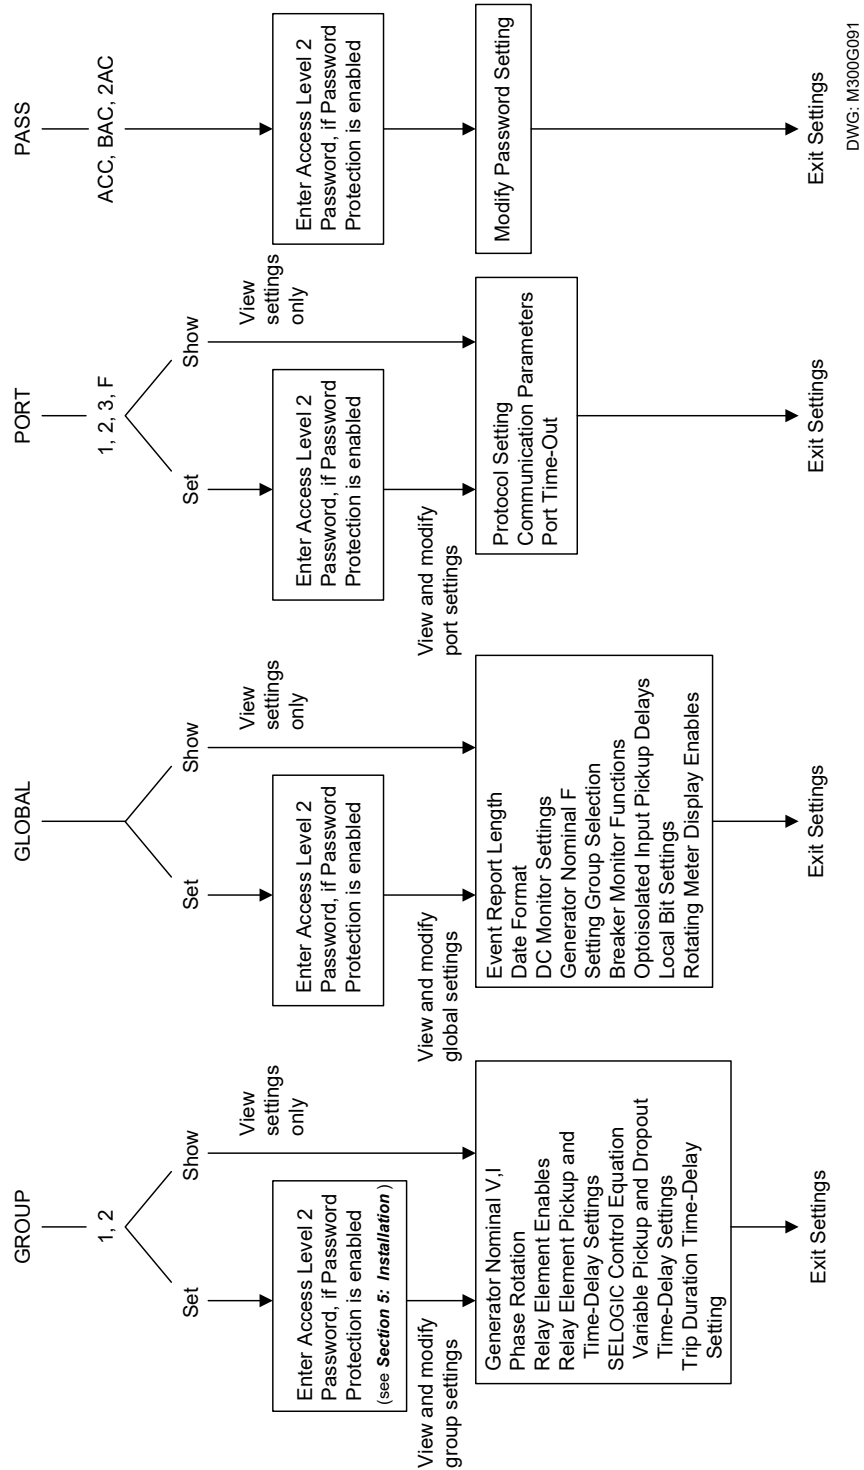 GROUP
1, 2
Set
Show
Enter Access Level 2
Password, if Password
Protection is enabled
(see Section 5: Installation)
View
settings
only
View and modify
group settings
Generator Nominal V,I
Phase Rotation
Relay Element Enables
Relay Element Pickup and
Time-Delay Settings
SELOGIC Control Equation
Variable Pickup and Dropout
Time-Delay Settings
Trip Duration Time-Delay
Setting
Exit Settings
GLOBAL
Set
Show
Enter Access Level 2
Password, if Password
Protection is enabled
View
settings
only
View and modify
global settings
Event Report Length
Date Format
DC Monitor Settings
Generator Nominal F
Setting Group Selection
Breaker Monitor Functions
Optoisolated Input Pickup Delays
Local Bit Settings
Rotating Meter Display Enables
Exit Settings
PORT
1, 2, 3, F
Set
Show
Enter Access Level 2
Password, if Password
Protection is enabled
View
settings
only
View and modify
port settings
Protocol Setting
Communication Parameters
Port Time-Out
Exit Settings
PASS
ACC, BAC, 2AC
Enter Access Level 2
Password, if Password
Protection is enabled
Modify Password Setting
Exit Settings
DWG: M300G091